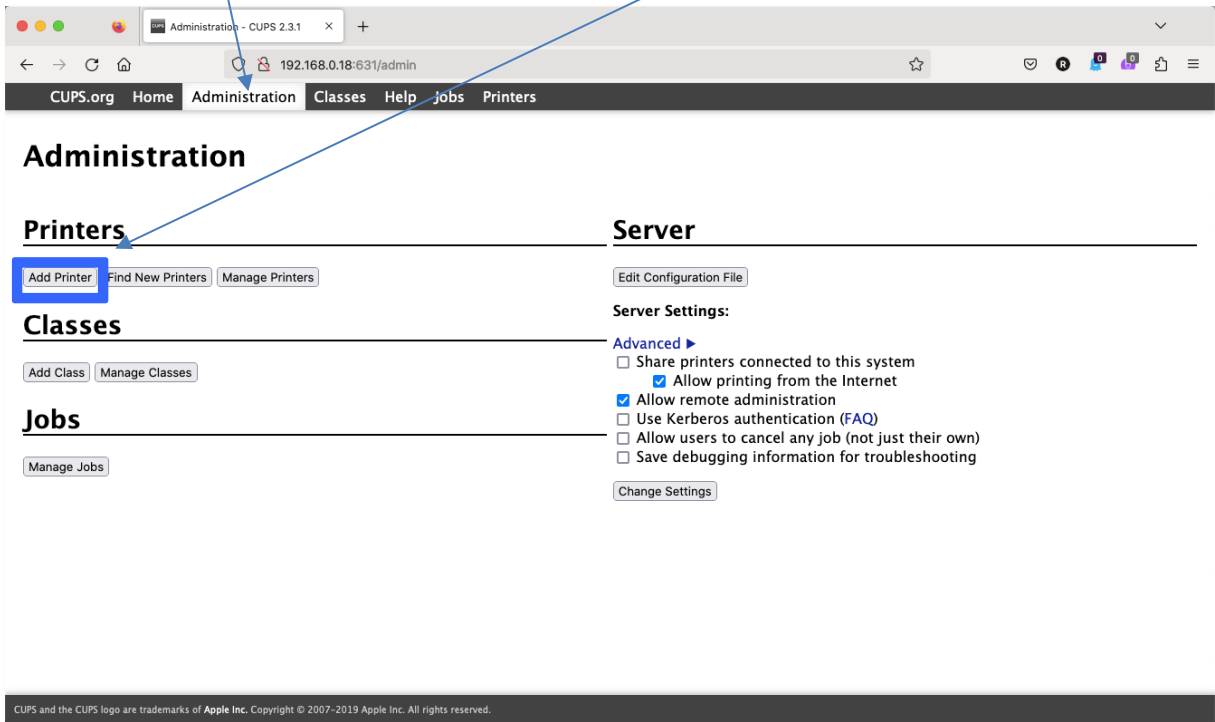 Administration - CUPS 2.3.1
192.168.0.18:631/admin
CUPS.org Home Administration Classes Help Jobs Printers
Administration
Printers
Add Printer Find New Printers Manage Printers
Classes
Add Class Manage Classes
Jobs
Manage Jobs
Server
Edit Configuration File
Server Settings:
Advanced ▶
Share printers connected to this system
Allow printing from the Internet
Allow remote administration
Use Kerberos authentication (FAQ)
Allow users to cancel any job (not just their own)
Save debugging information for troubleshooting
Change Settings
CUPS and the CUPS logo are trademarks of Apple Inc. Copyright © 2007-2019 Apple Inc. All rights reserved.